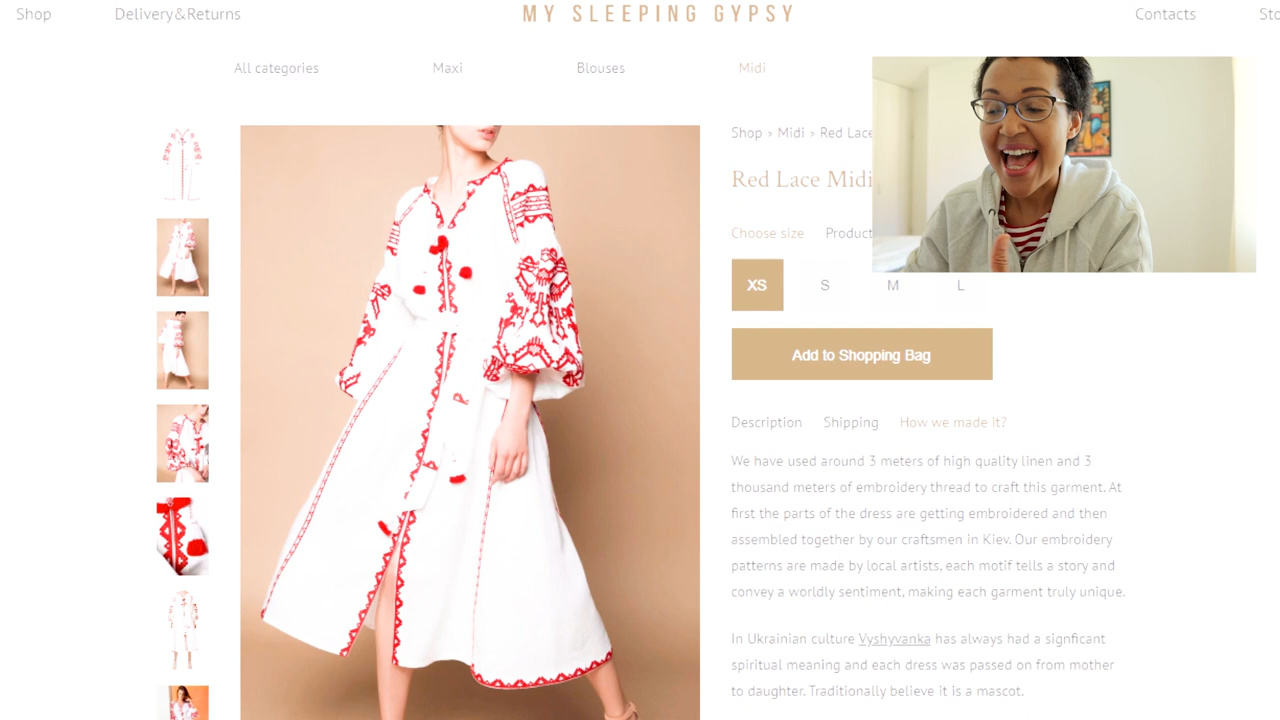 Shop
Delivery&Returns
MY SLEEPING GYPSY
Contacts
All categories
Maxi
Blouses
Midi
Shop > Midi > Red Lace
Red Lace Midi
Choose size
Product
XS
S
M
L
Add to Shopping Bag
Description
Shipping
How we made it?
We have used around 3 meters of high quality linen and 3
thousand meters of embroidery thread to craft this garment. At
first the parts of the dress are getting embroidered and then
assembled together by our craftsmen in Kiev. Our embroidery
patterns are made by local artists, each motif tells a story and
convey a worldly sentiment, making each garment truly unique.
In Ukrainian culture Vyshyvanka has always had a signficant
spiritual meaning and each dress was passed on from mother
to daughter. Traditionally believe it is a mascot.